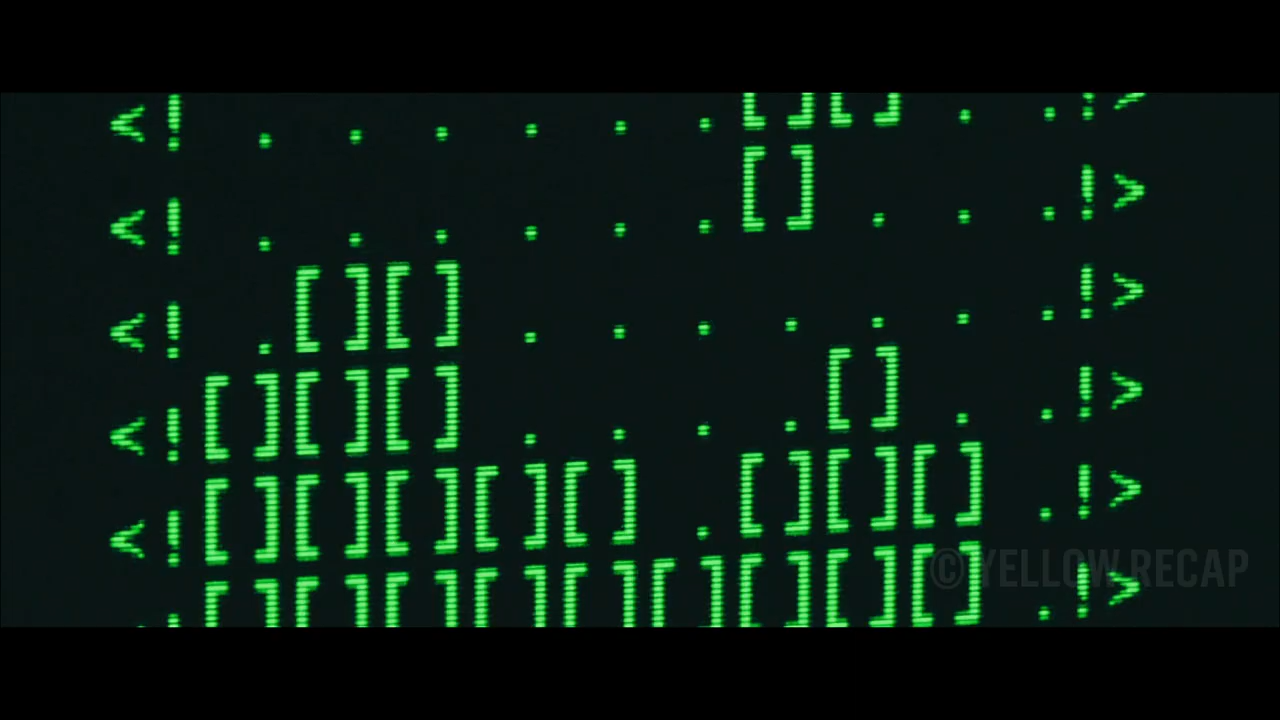 <! . . . . . .[][] . .!>
<! . . . . . .[] . . .!>
<! .[][] . . . . . . .!>
<![][][] . . . .[] . .!>
<![][][][][] .[][][] .!>
<![][][][][][][][][] .!>
© YELLOW RECAP